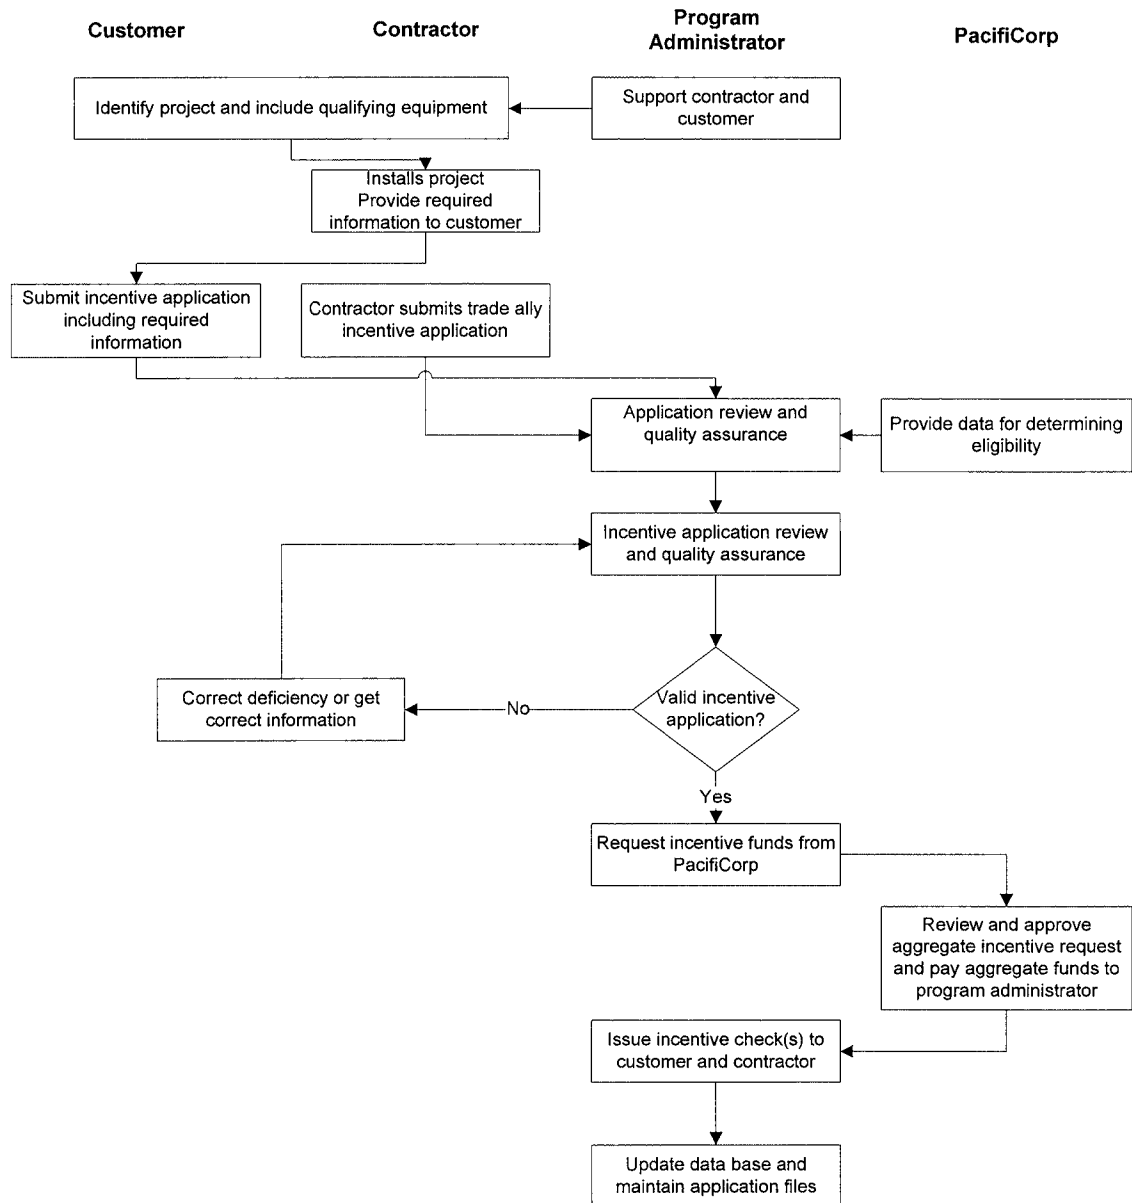 Customer
Contractor
Program
Administrator
PacifiCorp
Identify project and include qualifying equipment
Support contractor and
customer
Installs project
Provide required
information to customer
Submit incentive application
including required
information
Contractor submits trade ally
incentive application
Application review and
quality assurance
Provide data for determining
eligibility
Incentive application review
and quality assurance
Correct deficiency or get
correct information
No
Valid incentive
application?
Yes
Request incentive funds from
PacifiCorp
Review and approve
aggregate incentive request
and pay aggregate funds to
program administrator
Issue incentive check(s) to
customer and contractor
Update data base and
maintain application files